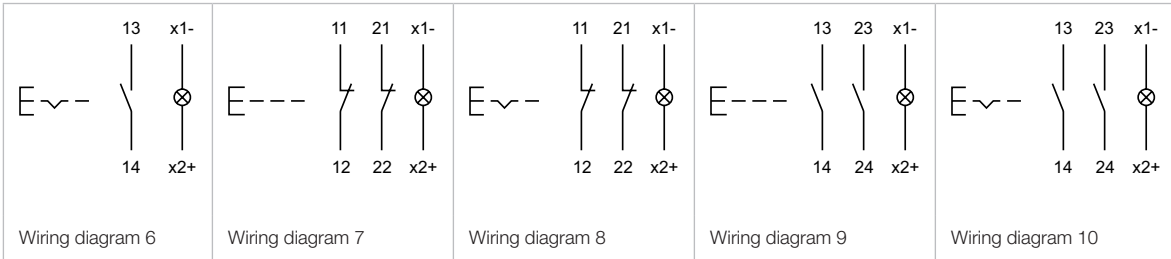 13 x1-
14 x2+
Wiring diagram 6
11 21 x1-
12 22 x2+
Wiring diagram 7
11 21 x1-
12 22 x2+
Wiring diagram 8
13 23 x1-
14 24 x2+
Wiring diagram 9
13 23 x1-
14 24 x2+
Wiring diagram 10